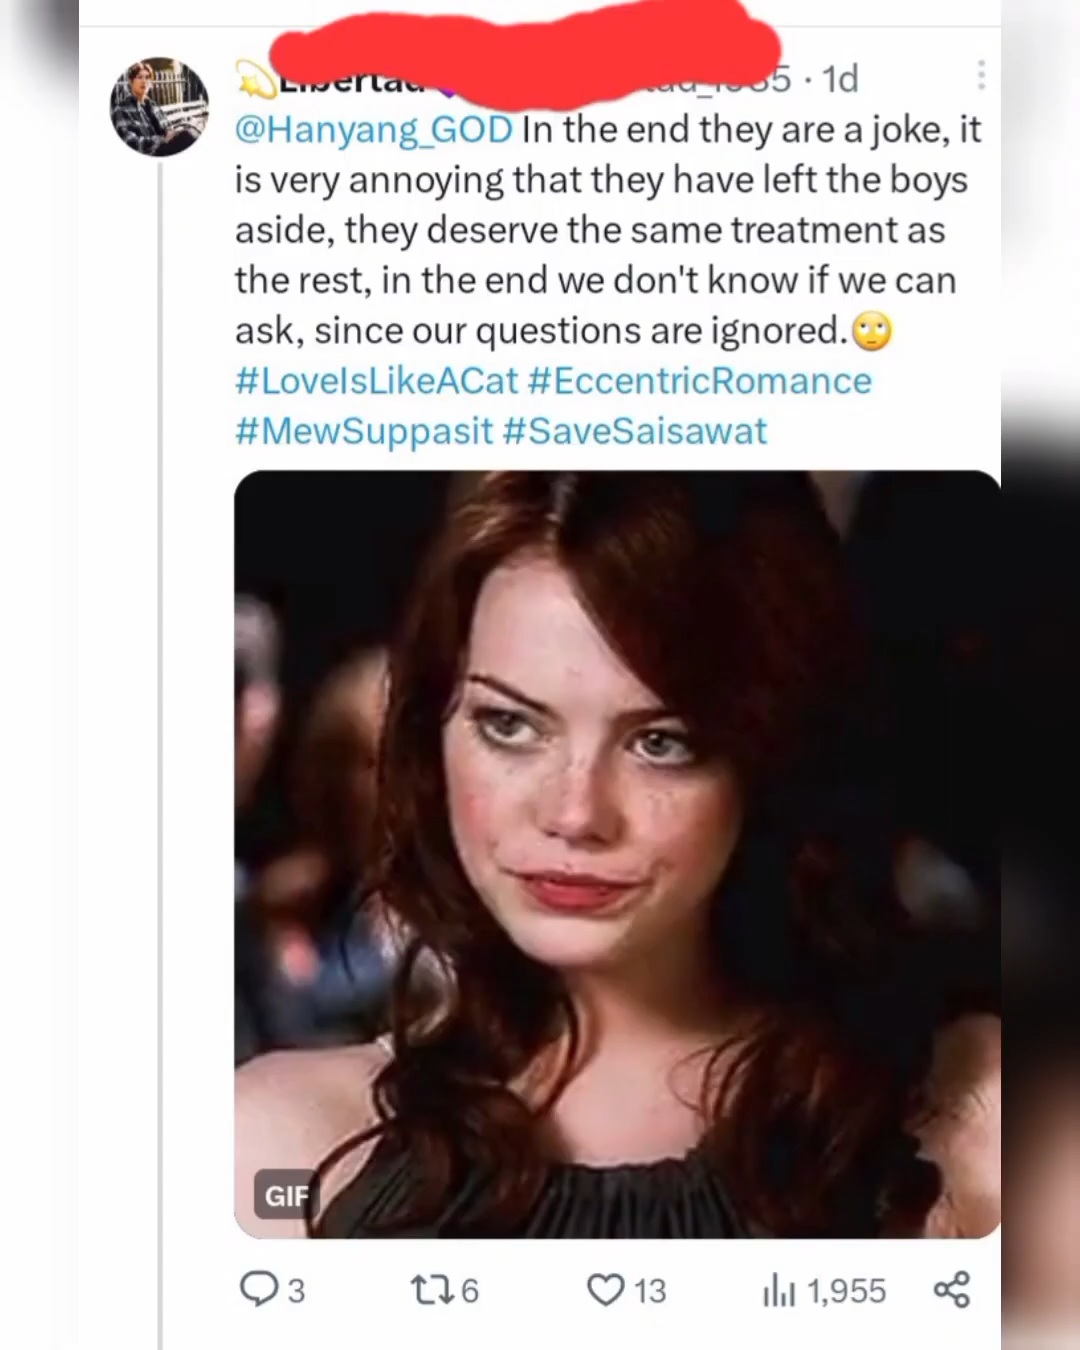 5 · 1d
@Hanyang_GOD In the end they are a joke, it
is very annoying that they have left the boys
aside, they deserve the same treatment as
the rest, in the end we don't know if we can
ask, since our questions are ignored.🙄
#LoveIsLikeACat #EccentricRomance
#MewSuppasit #SaveSaisawat
GIF
3 6 13 1,955